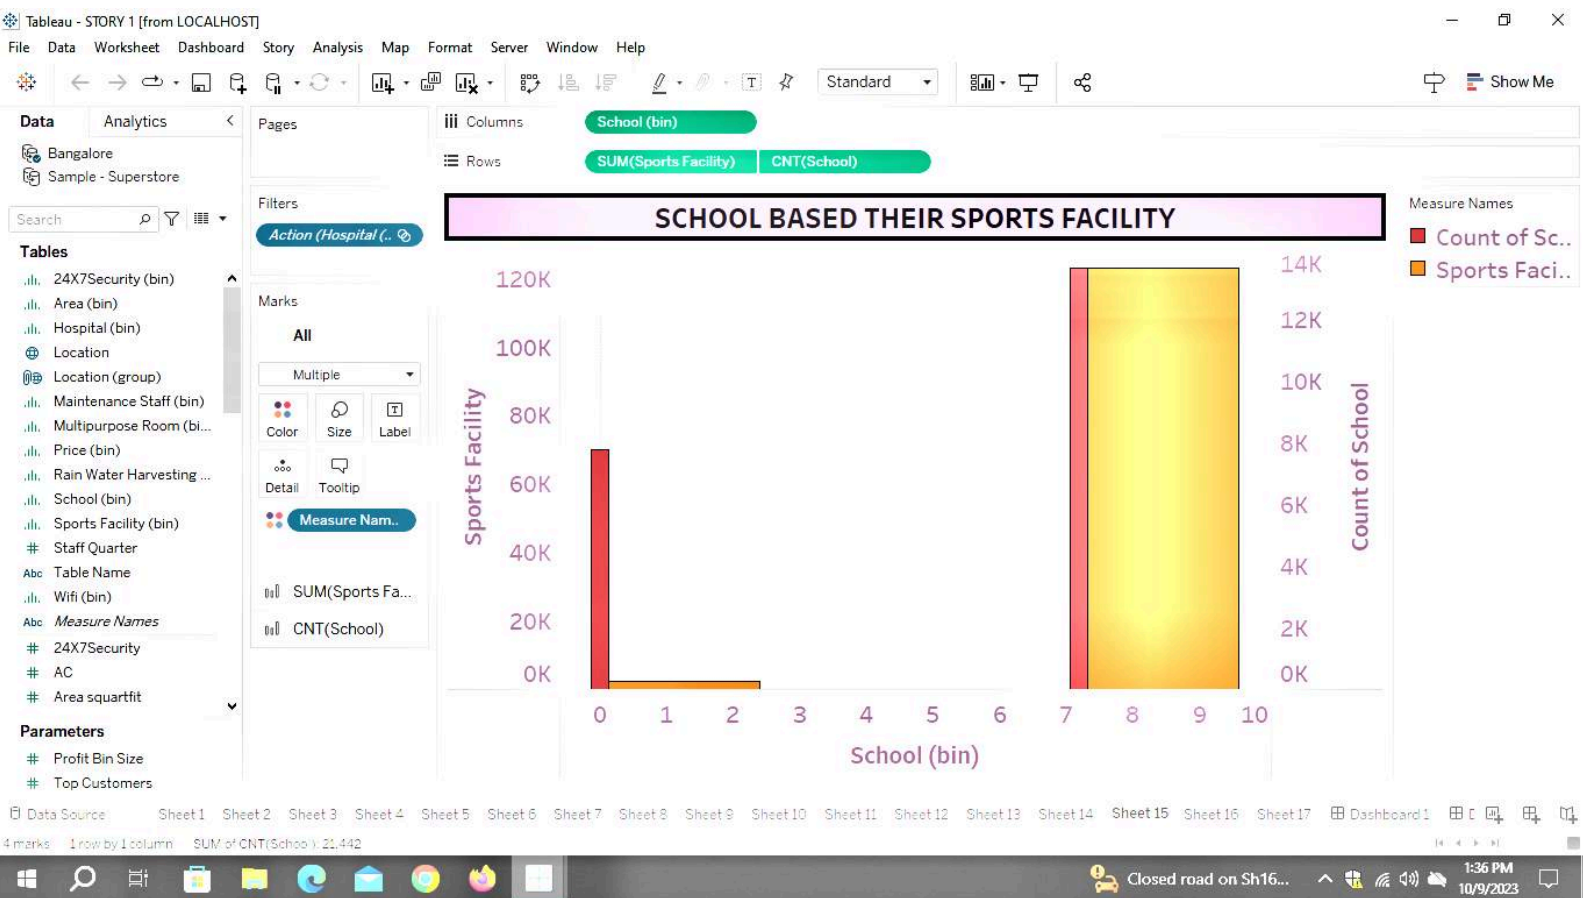 Tableau - STORY 1 [from LOCALHOST]
File Data Worksheet Dashboard Story Analysis Map Format Server Window Help
Standard
Show Me
Data Analytics
Bangalore
Sample - Superstore
Search
Tables
24X7Security (bin)
Area (bin)
Hospital (bin)
Location
Location (group)
Maintenance Staff (bin)
Multipurpose Room (bi...
Price (bin)
Rain Water Harvesting ...
School (bin)
Sports Facility (bin)
Staff Quarter
Abc Table Name
Wifi (bin)
Abc Measure Names
24X7Security
AC
Area squartfit
Parameters
Profit Bin Size
Top Customers
Pages
Filters
Action (Hospital (..
Marks
All
Multiple
Color Size Label
Detail Tooltip
Measure Nam..
SUM(Sports Fa...
CNT(School)
Columns School (bin)
Rows SUM(Sports Facility) CNT(School)
SCHOOL BASED THEIR SPORTS FACILITY
Sports Facility
120K
100K
80K
60K
40K
20K
0K
14K
12K
10K
8K
6K
4K
2K
0K
Count of School
0 1 2 3 4 5 6 7 8 9 10
School (bin)
Measure Names
Count of Sc..
Sports Faci..
Data Source Sheet 1 Sheet 2 Sheet 3 Sheet 4 Sheet 5 Sheet 6 Sheet 7 Sheet 8 Sheet 9 Sheet 10 Sheet 11 Sheet 12 Sheet 13 Sheet 14 Sheet 15 Sheet 16 Sheet 17 Dashboard 1
4 marks 1 row by 1 column SUM of CNT(School): 21,442
Closed road on Sh16...
1:36 PM
10/9/2023